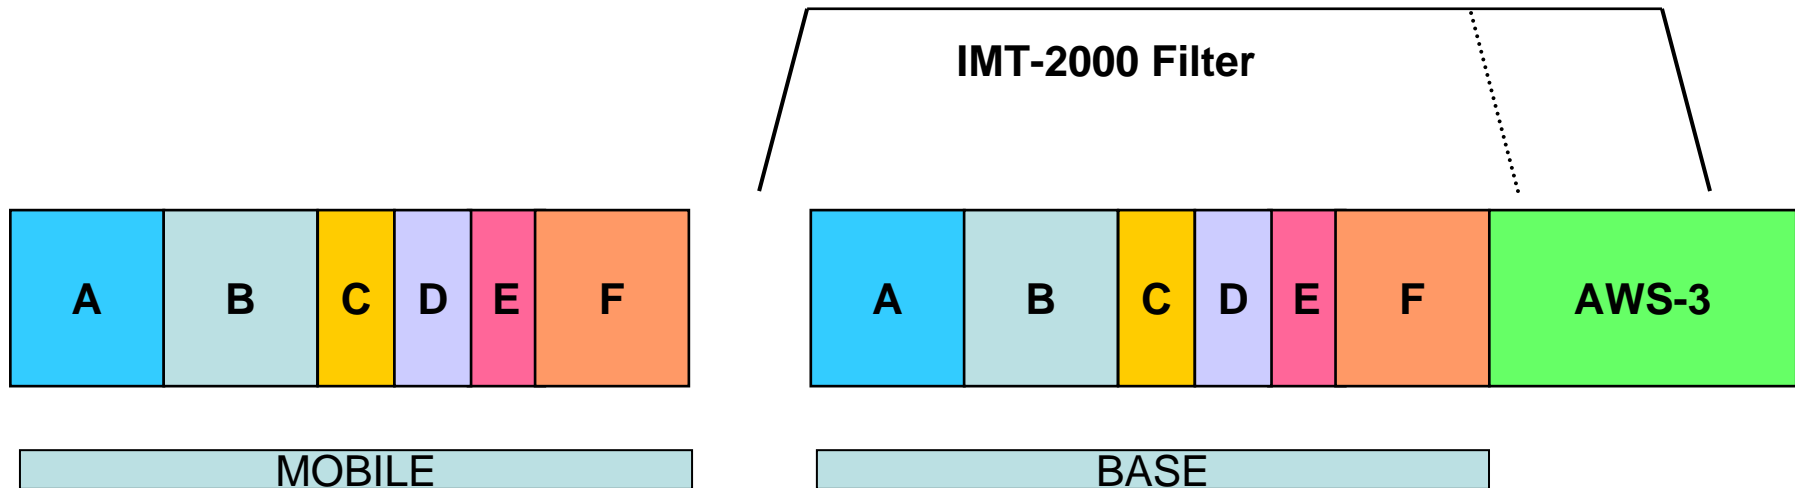 IMT-2000 Filter
A B C D E F A B C D E F AWS-3
MOBILE BASE